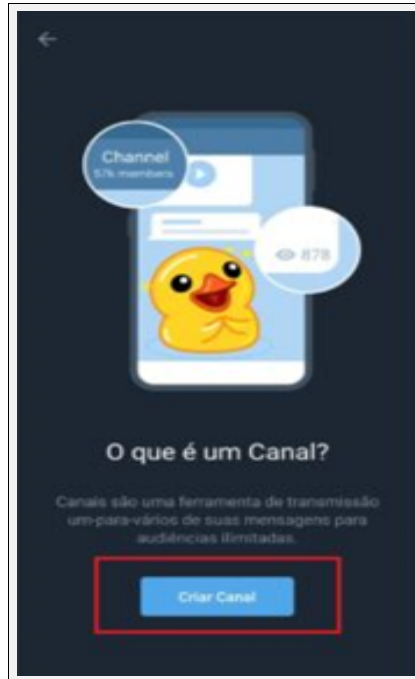 Channel
57k members
878
O que é um Canal?
Canais são uma ferramenta de transmissão
um-para-vários de suas mensagens para
audiências ilimitadas.
Criar Canal